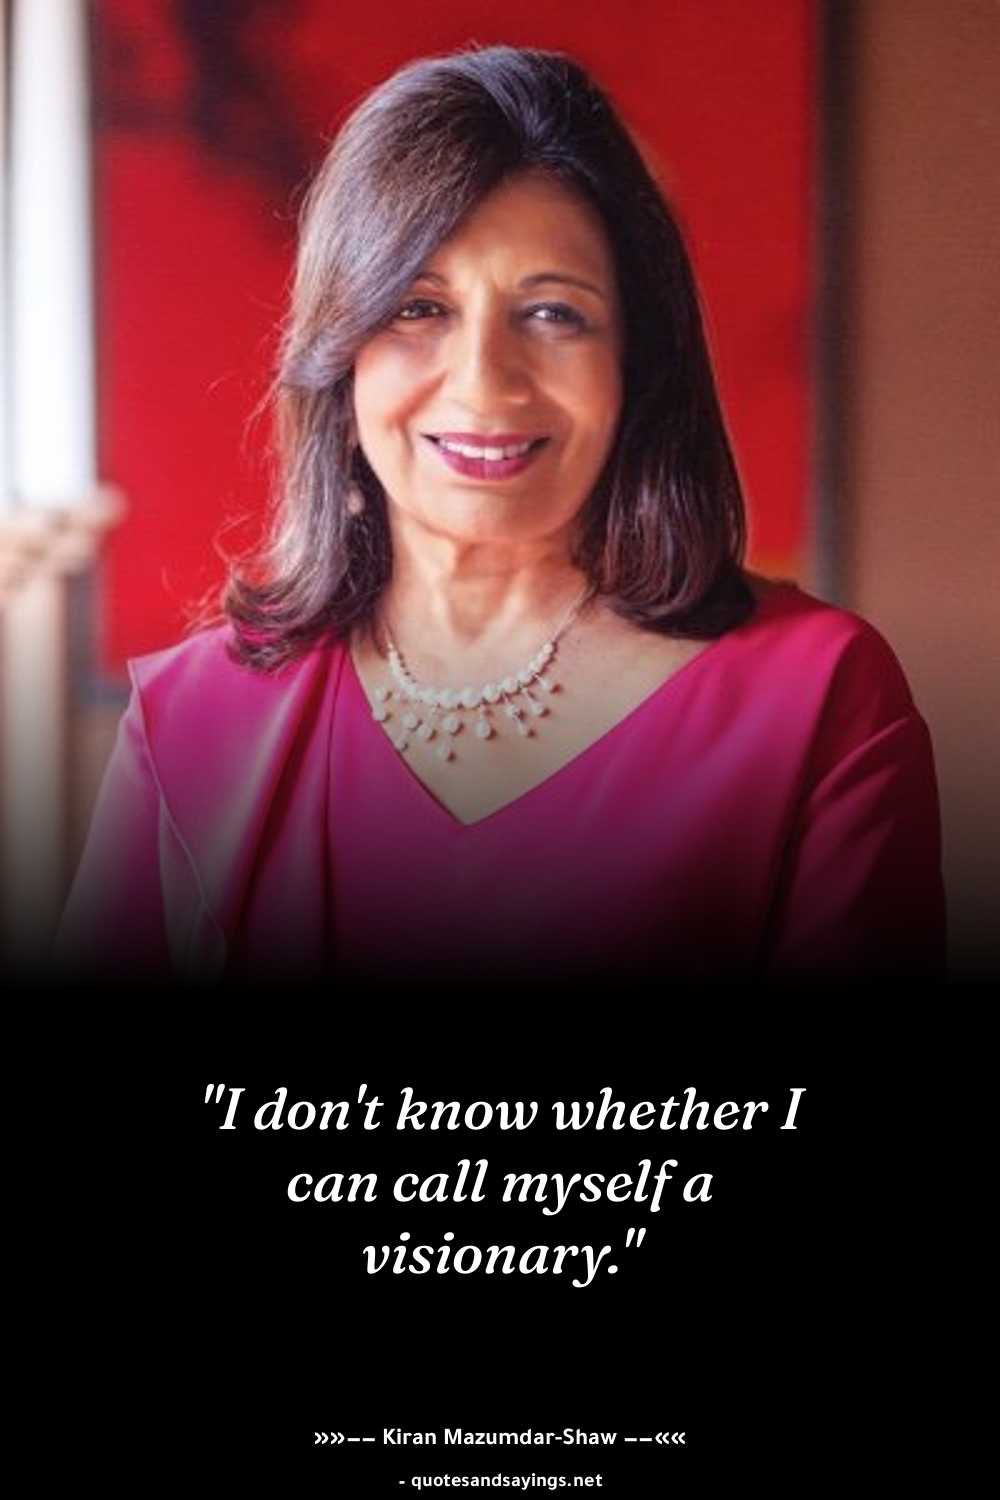 "I don't know whether I
can call myself a
visionary."
»»−− Kiran Mazumdar-Shaw −−««
- quotesandsayings.net